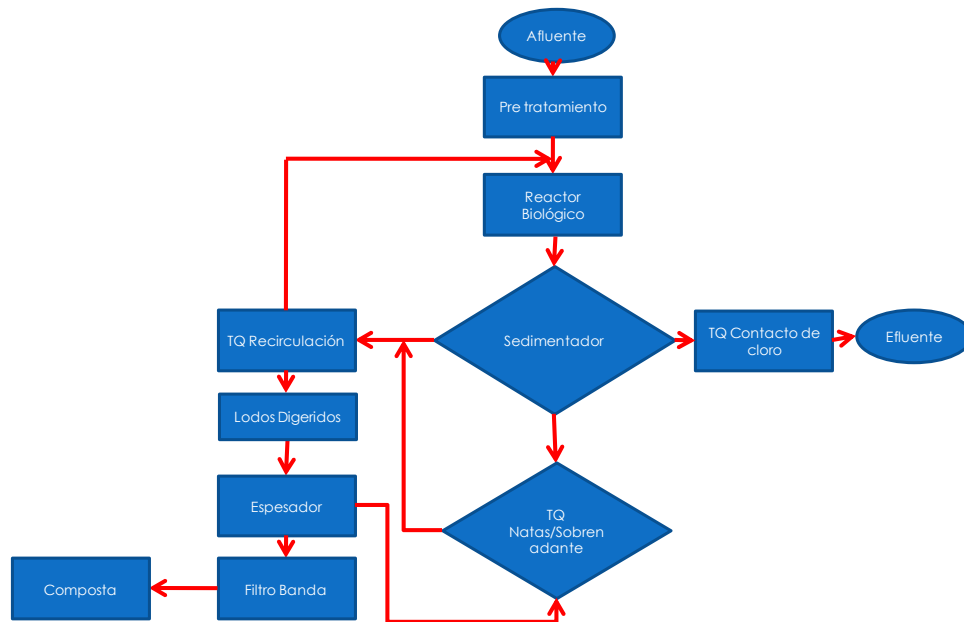 Afluente
Pre tratamiento
Reactor
Biológico
TQ Recirculación
Sedimentador
TQ Contacto de
cloro
Efluente
Lodos Digeridos
Espesador
TQ
Natas/Sobren
adante
Composta
Filtro Banda